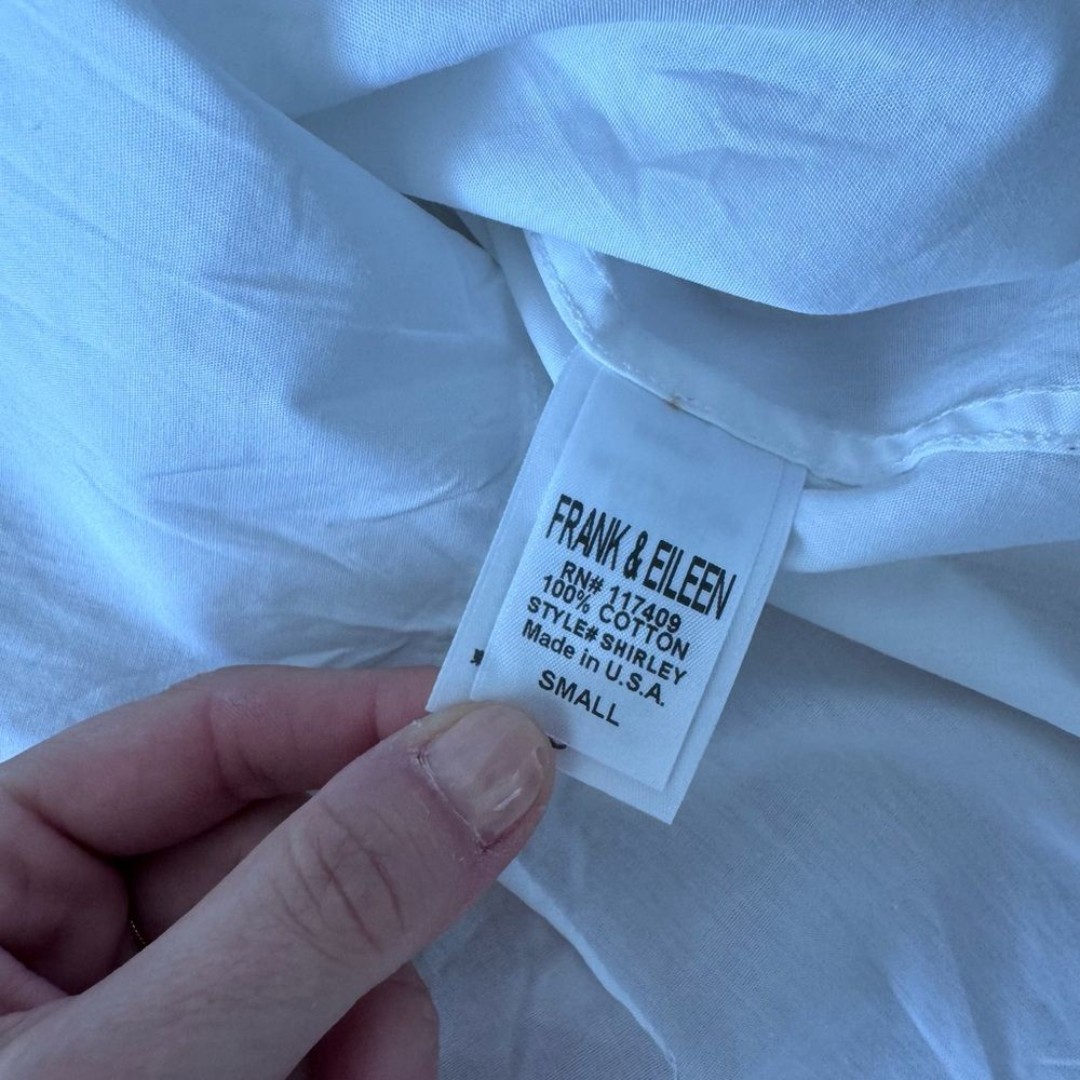 FRANK & EILEEN
RN# 117409
100% COTTON
STYLE# SHIRLEY
Made in U.S.A.
SMALL